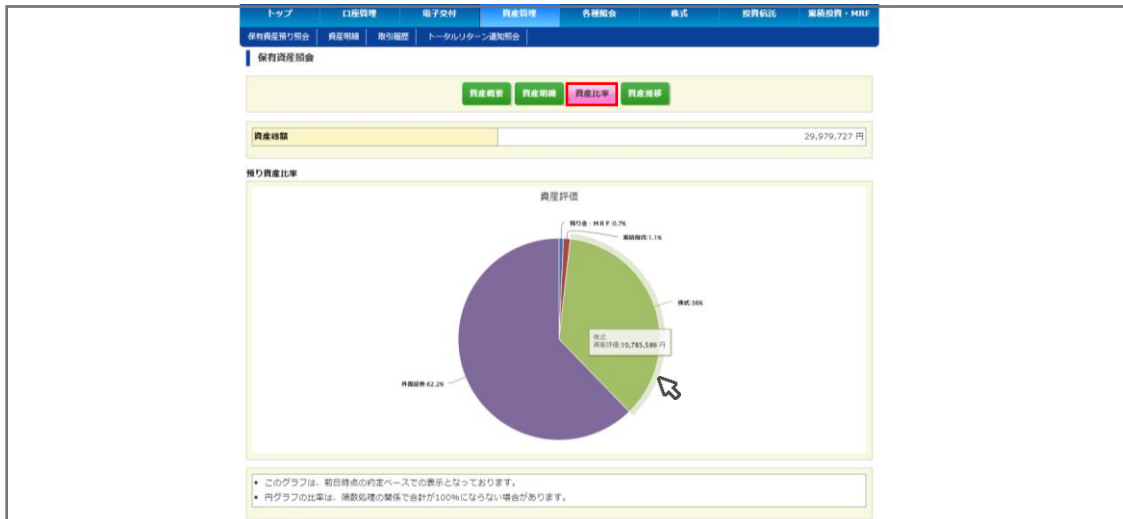 トップ 口座管理 電子交付 資産管理 各種照会 株式 投資信託 累積投資・MRF
保有資産預り照会 資産明細 取引履歴 トータルリターン通知照会
保有資産照会
資産概要 資産明細 資産比率 資産推移
資産総額 29,979,727 円
預り資産比率
資産評価
預り金・MRF:0.7%
累積投資:1.1%
株式:36%
株式
資産評価:10,785,586 円
外国証券:62.2%
このグラフは、前日時点の約定ベースでの表示となっております。
円グラフの比率は、端数処理の関係で合計が100%にならない場合があります。